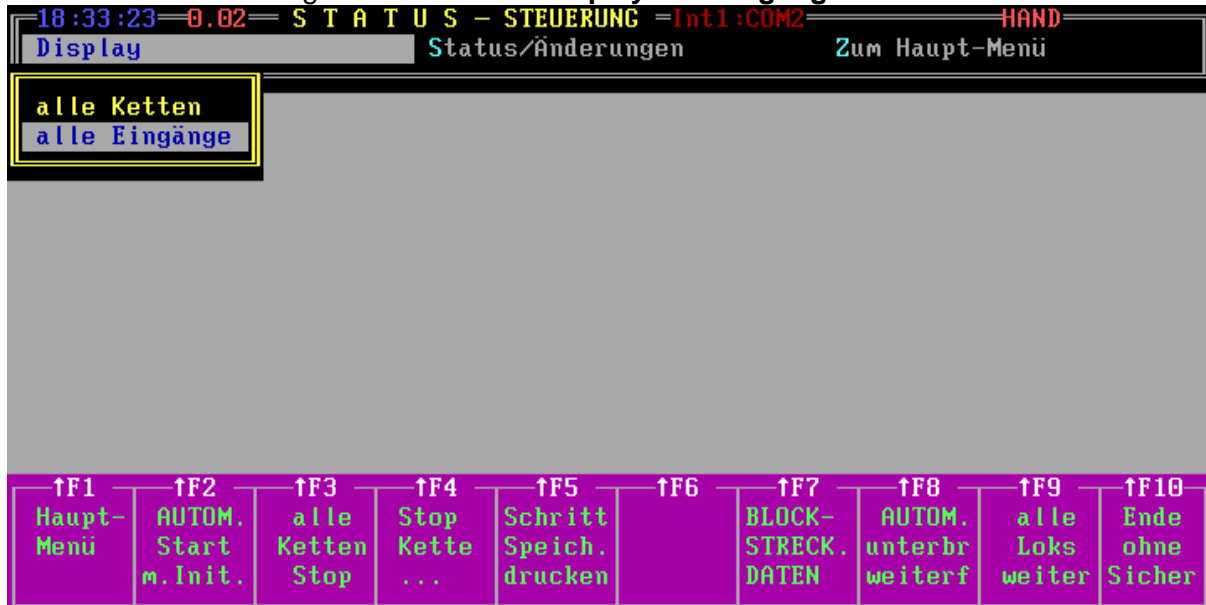 18:33:23 0.02 S T A T U S – STEUERUNG Int1:COM2 HAND
Display Status/Änderungen Zum Haupt-Menü
alle Ketten
alle Eingänge
↑F1 ↑F2 ↑F3 ↑F4 ↑F5 ↑F6 ↑F7 ↑F8 ↑F9 ↑F10
Haupt- AUTOM. alle Stop Schritt BLOCK- AUTOM. alle Ende
Menü Start Ketten Kette Speich. STRECK. unterbr Loks ohne
m.Init. Stop ... drucken DATEN weiterf weiter Sicher